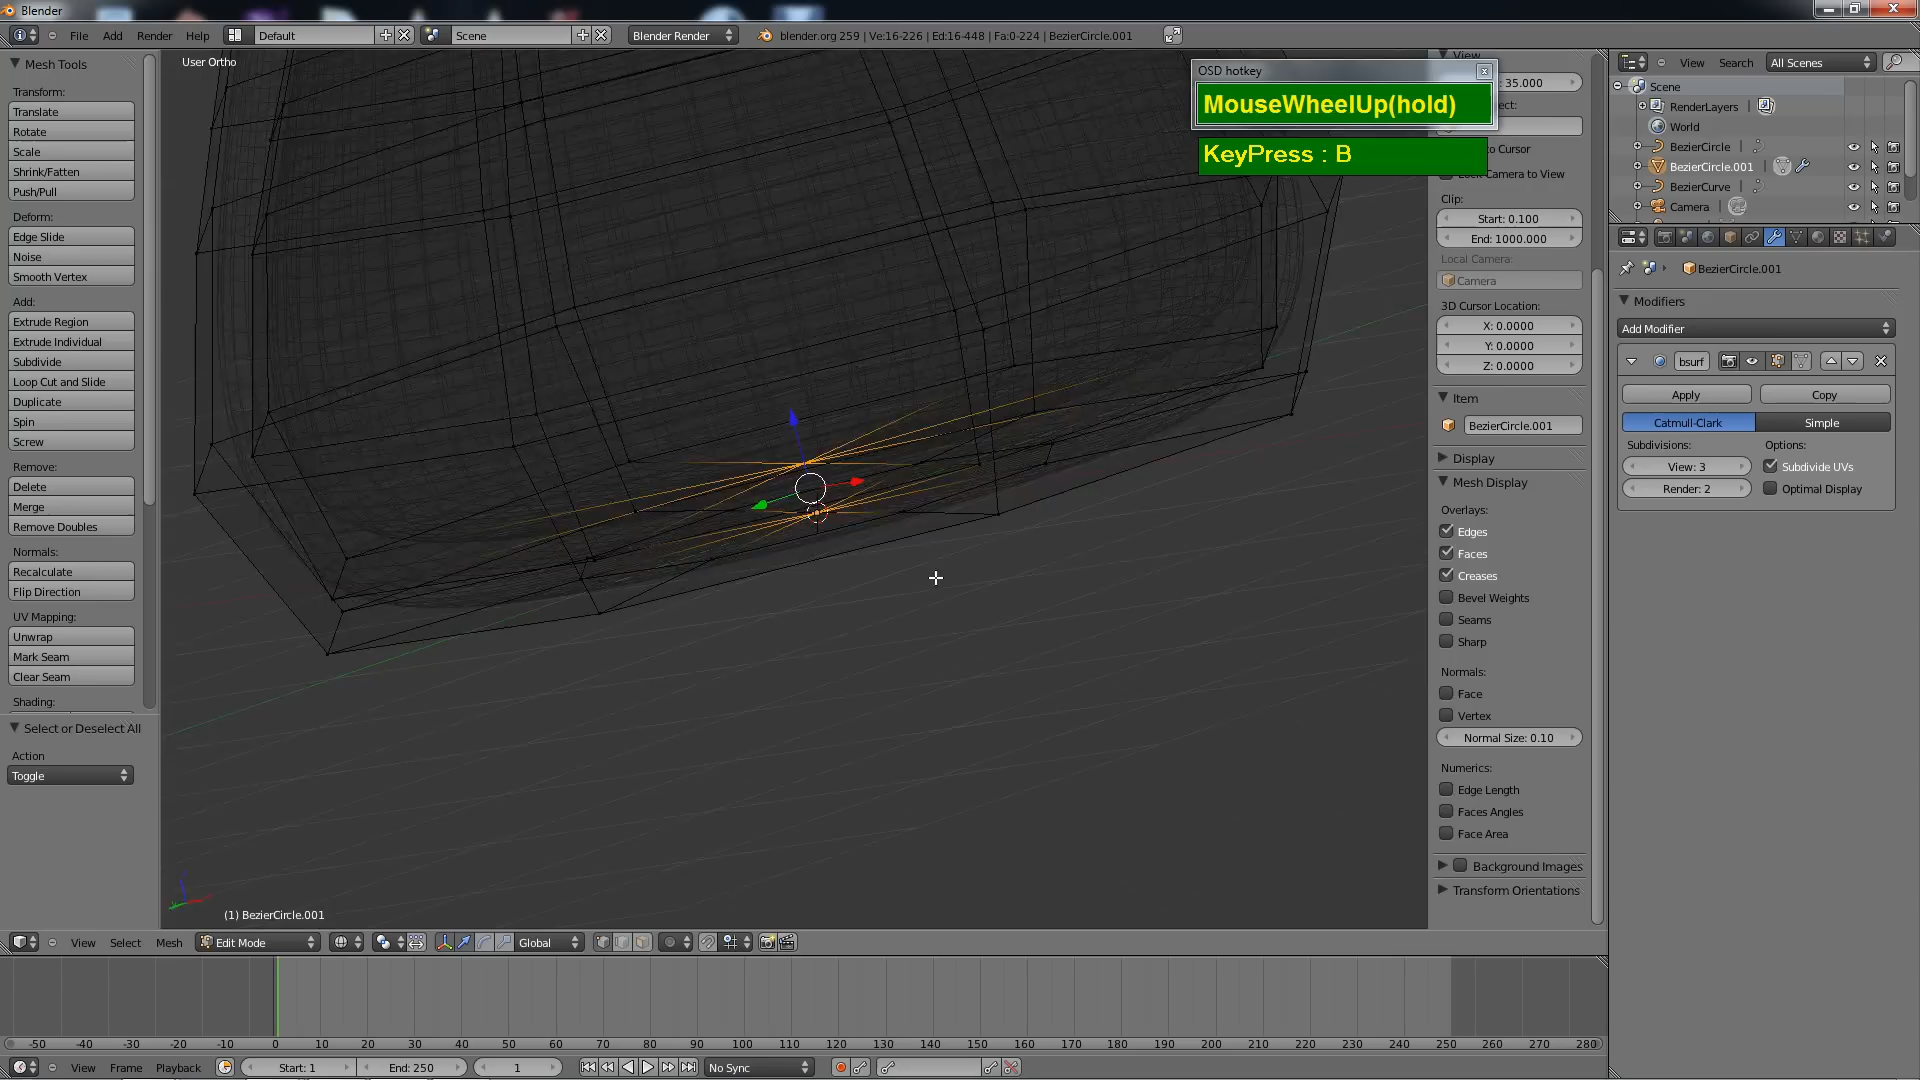 Blender
File Add Render Help Default Scene Blender Render blender.org 259 | Ve:16-226 | Ed:16-448 | Fa:0-224 | BezierCircle.001
View Search All Scenes
Mesh Tools
Transform:
Translate
Rotate
Scale
Shrink/Fatten
Push/Pull
Deform:
Edge Slide
Noise
Smooth Vertex
Add:
Extrude Region
Extrude Individual
Subdivide
Loop Cut and Slide
Duplicate
Spin
Screw
Remove:
Delete
Merge
Remove Doubles
Normals:
Recalculate
Flip Direction
UV Mapping:
Unwrap
Mark Seam
Clear Seam
Shading:
Select or Deselect All
Action
Toggle
User Ortho
(1) BezierCircle.001
OSD hotkey
MouseWheelUp(hold)
KeyPress : B
View
: 35.000
ect:
to Cursor
Lock Camera to View
Clip:
Start: 0.100
End: 1000.000
Local Camera:
Camera
3D Cursor Location:
X: 0.0000
Y: 0.0000
Z: 0.0000
Item
BezierCircle.001
Display
Mesh Display
Overlays:
Edges
Faces
Creases
Bevel Weights
Seams
Sharp
Normals:
Face
Vertex
Normal Size: 0.10
Numerics:
Edge Length
Faces Angles
Face Area
Background Images
Transform Orientations
Scene
RenderLayers
World
BezierCircle
BezierCircle.001
BezierCurve
Camera
BezierCircle.001
Modifiers
Add Modifier
bsurf
Apply Copy
Catmull-Clark Simple
Subdivisions: Options:
View: 3 Subdivide UVs
Render: 2 Optimal Display
View Select Mesh Edit Mode Global
-50 -40 -30 -20 -10 0 10 20 30 40 50 60 70 80 90 100 110 120 130 140 150 160 170 180 190 200 210 220 230 240 250 260 270 280
View Frame Playback Start: 1 End: 250 1 No Sync